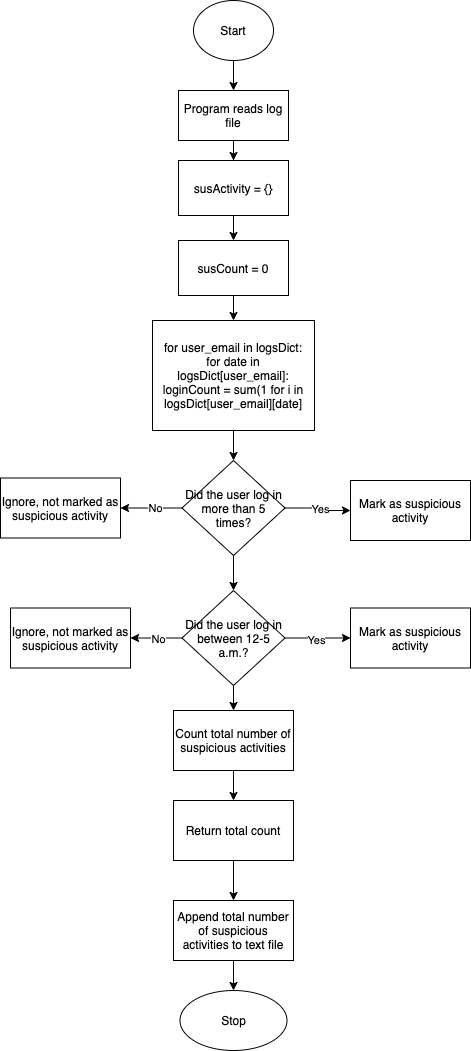 Start
Program reads log
file
susActivity = {}
susCount = 0
for user_email in logsDict:
for date in
logsDict[user_email]:
loginCount = sum(1 for i in
logsDict[user_email][date]
Did the user log in
more than 5
times?
No
Ignore, not marked as
suspicious activity
Yes
Mark as suspicious
activity
Did the user log in
between 12-5
a.m.?
No
Ignore, not marked as
suspicious activity
Yes
Mark as suspicious
activity
Count total number of
suspicious activities
Return total count
Append total number
of suspicious
activities to text file
Stop